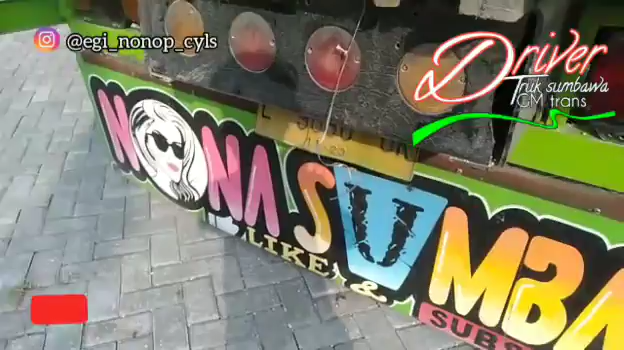 @egi_nonop_cyls
Driver
Truk sumbawa
CM trans
NONA SUMBA
LIKE &
SUBS